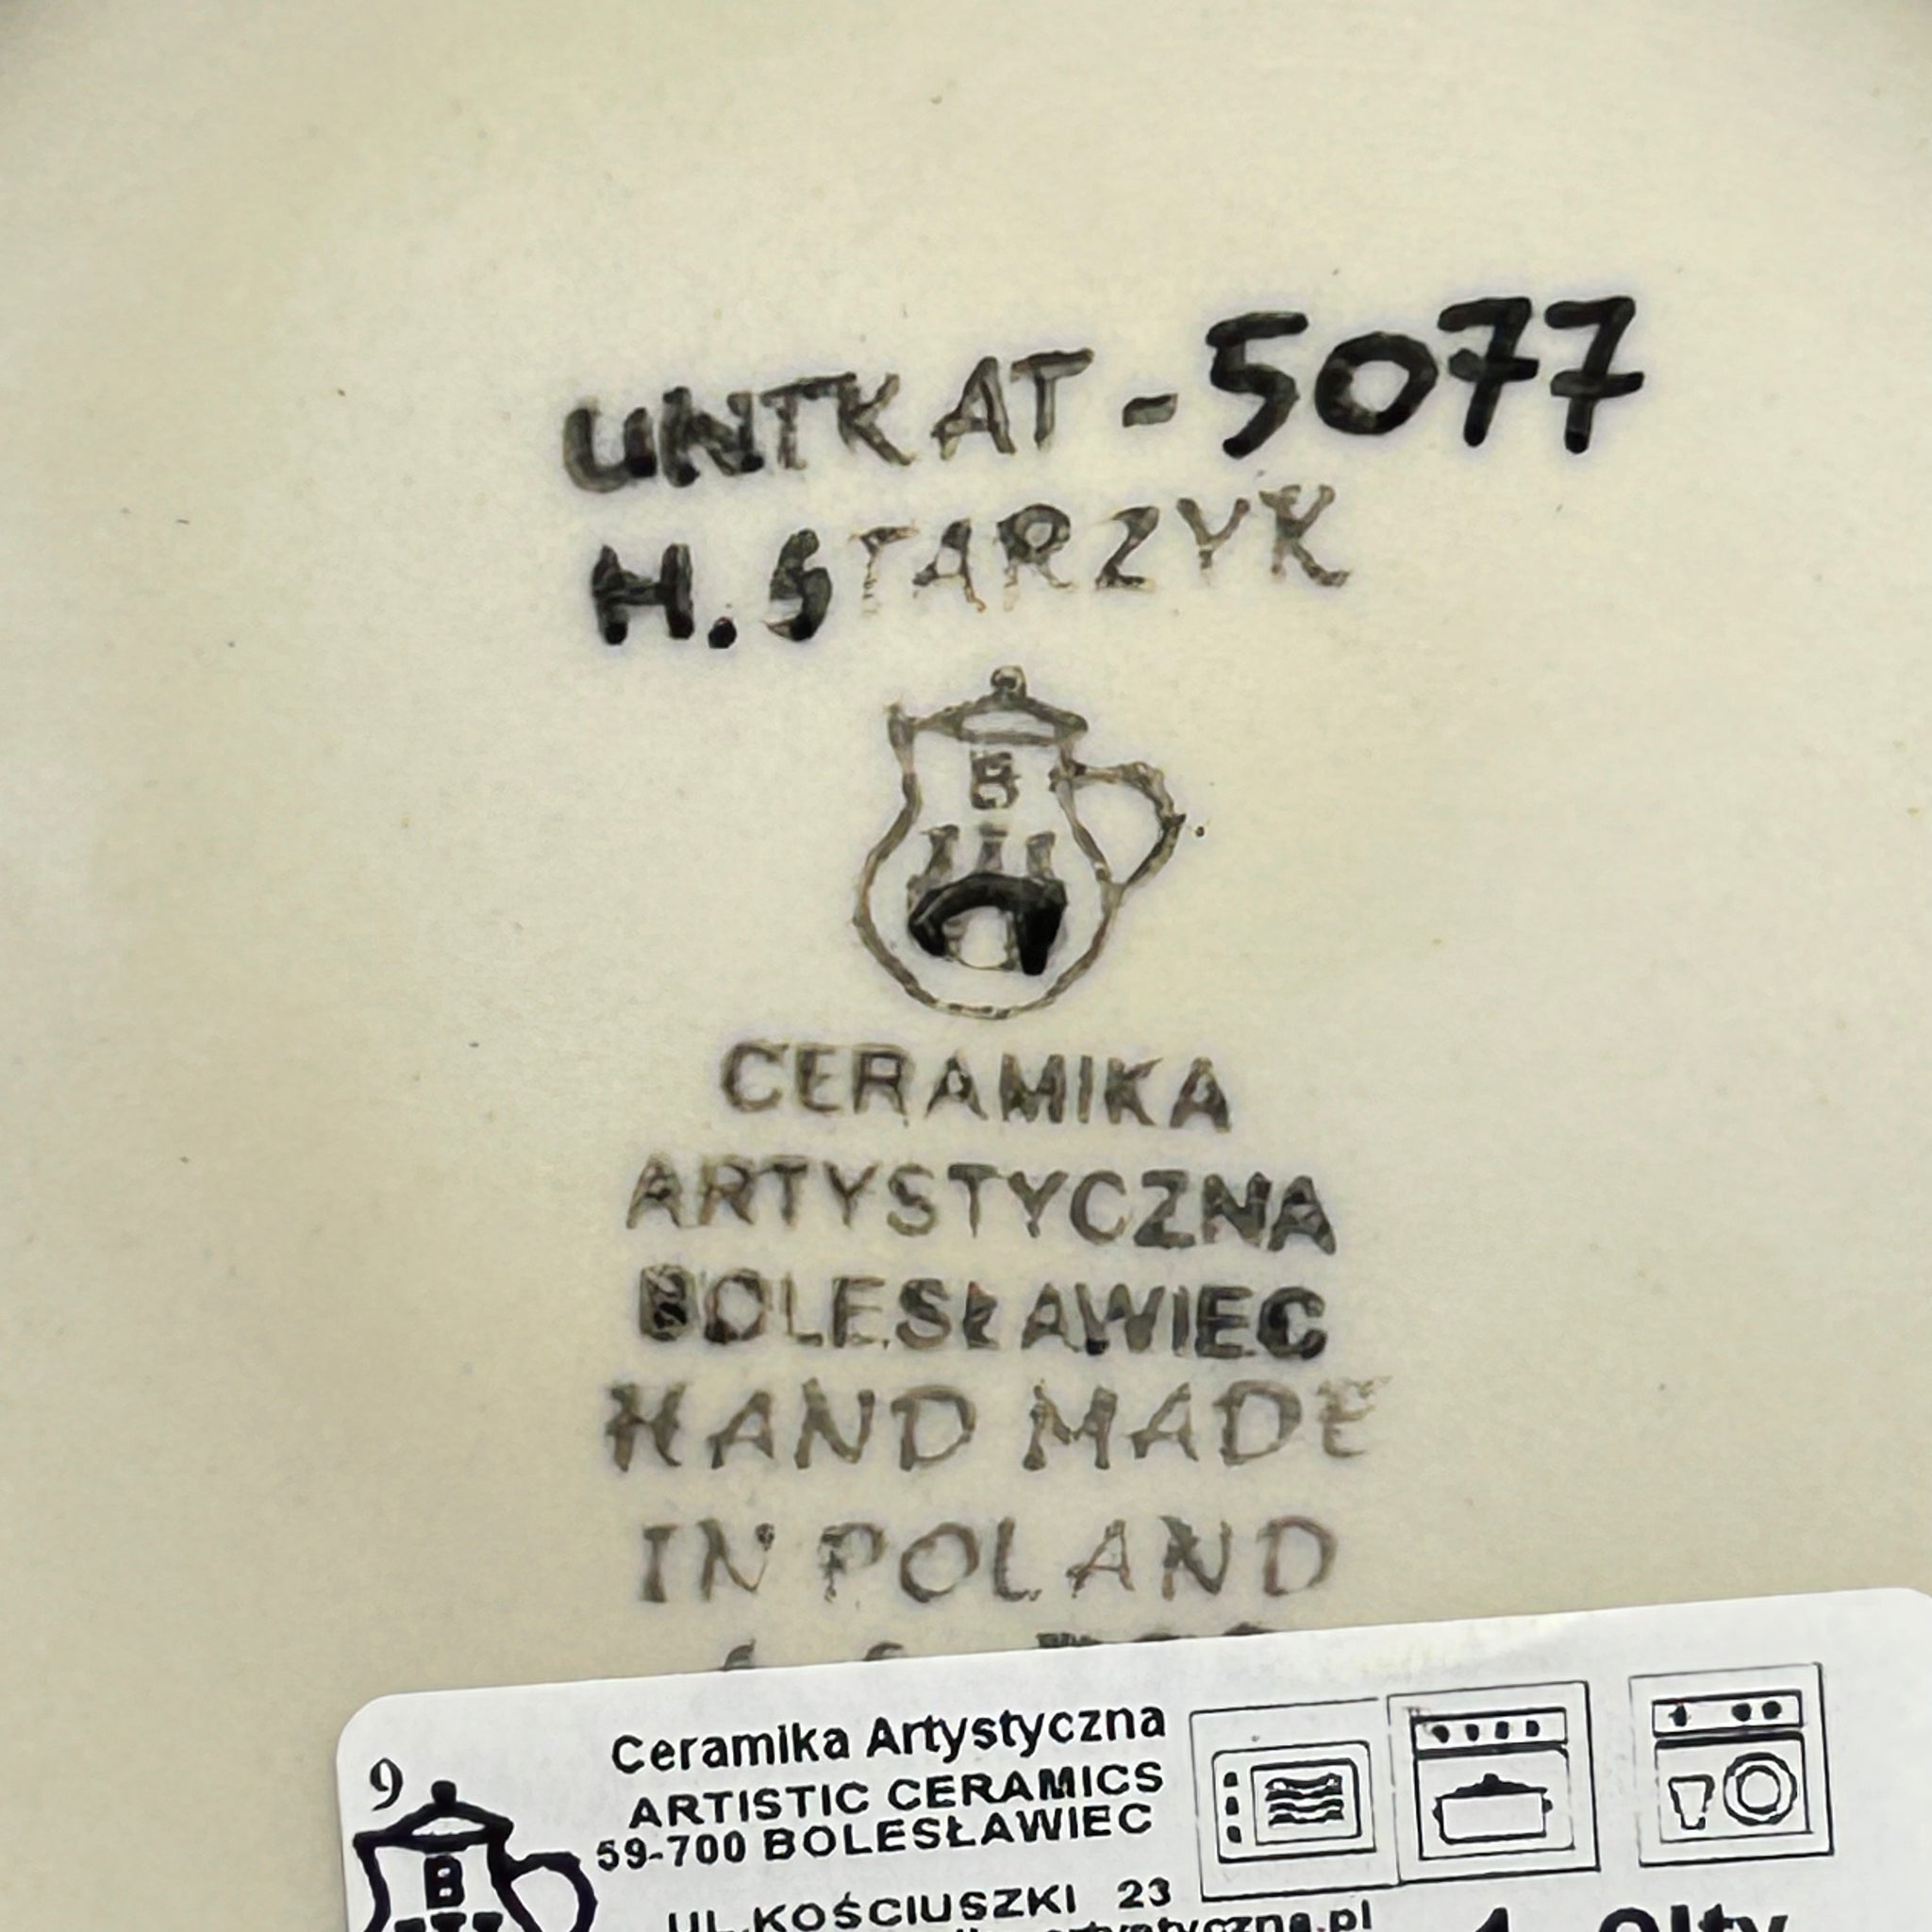 UNIKAT - 5077
H. STARZYK
B
CERAMIKA
ARTYSTYCZNA
BOLESŁAWIEC
HAND MADE
IN POLAND
9
B
Ceramika Artystyczna
ARTISTIC CERAMICS
59-700 BOLESŁAWIEC
UL.KOŚCIUSZKI 23